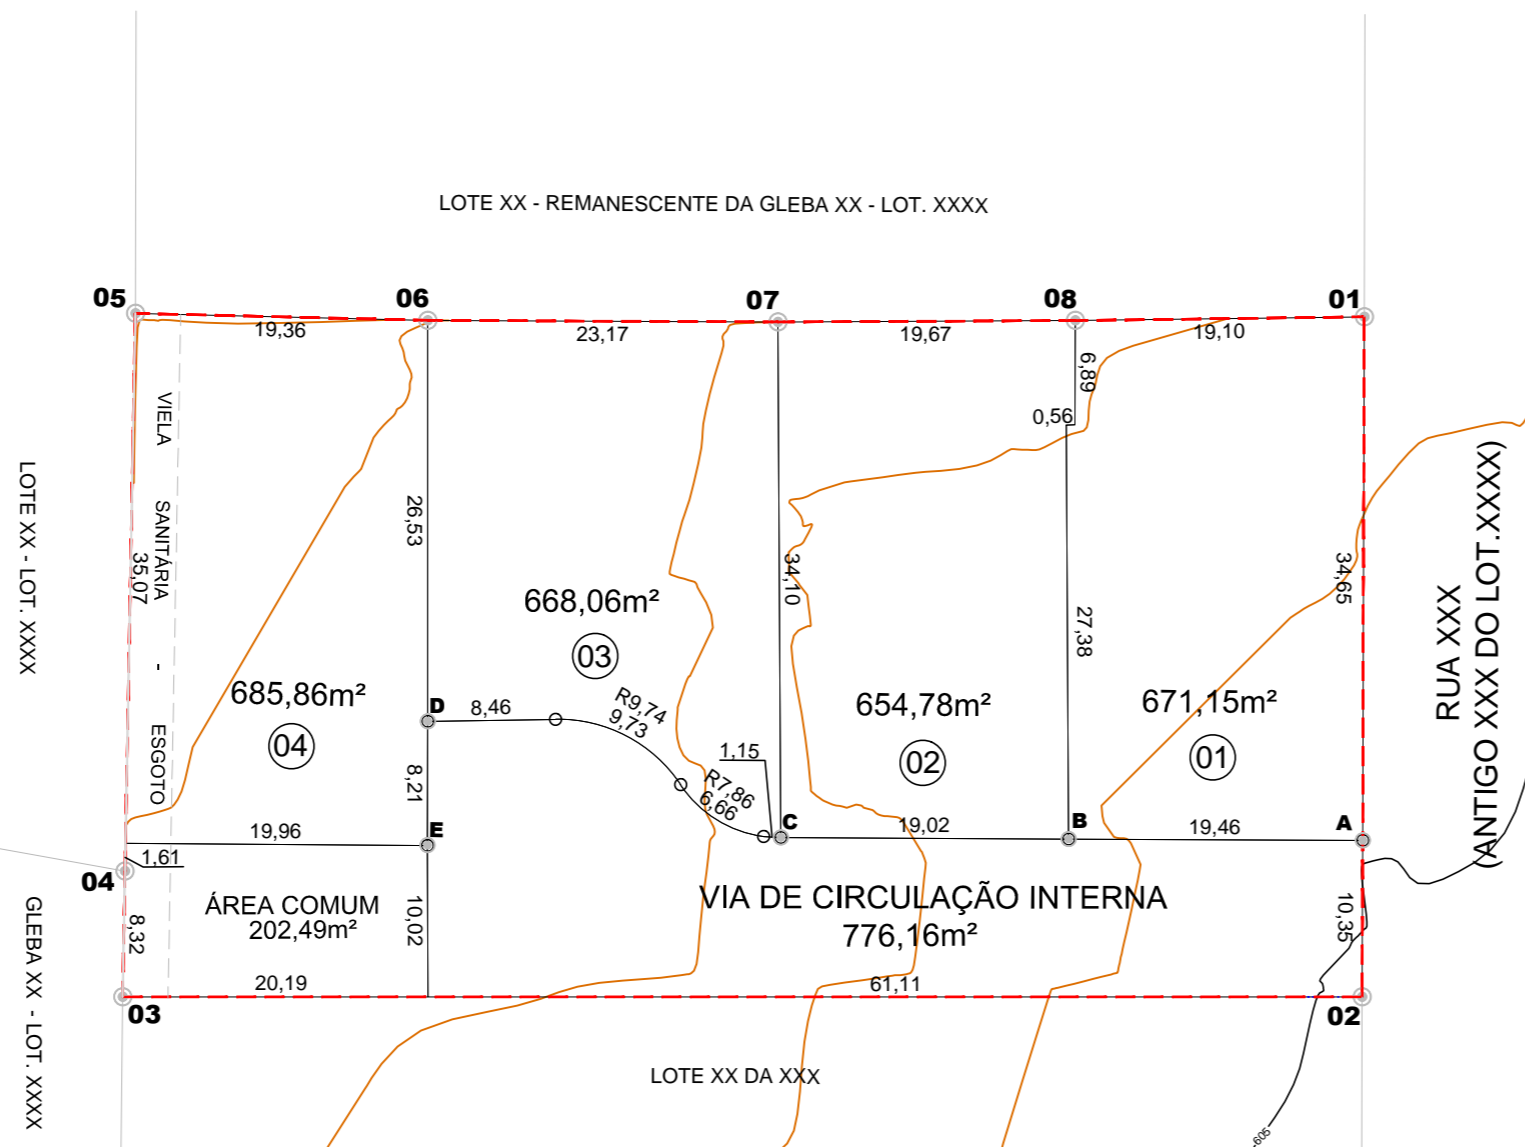 LOTE XX - REMANESCENTE DA GLEBA XX - LOT. XXXX
05
06
07
08
01
19,36
23,17
19,67
19,10
6,89
0,56
VIELA SANITÁRIA - ESGOTO
LOTE XX - LOT. XXXX
35,07
26,53
34,10
27,38
34,65
RUA XXX
(ANTIGO XXX DO LOT.XXXX)
668,06m²
03
685,86m²
04
654,78m²
02
671,15m²
01
D
8,46
R9,74
9,73
1,15
R7,86
6,66
8,21
C
19,02
B
19,46
A
19,96
E
1,61
04
GLEBA XX - LOT. XXXX
8,32
ÁREA COMUM
202,49m²
10,02
VIA DE CIRCULAÇÃO INTERNA
776,16m²
10,35
20,19
61,11
03
02
LOTE XX DA XXX
-605